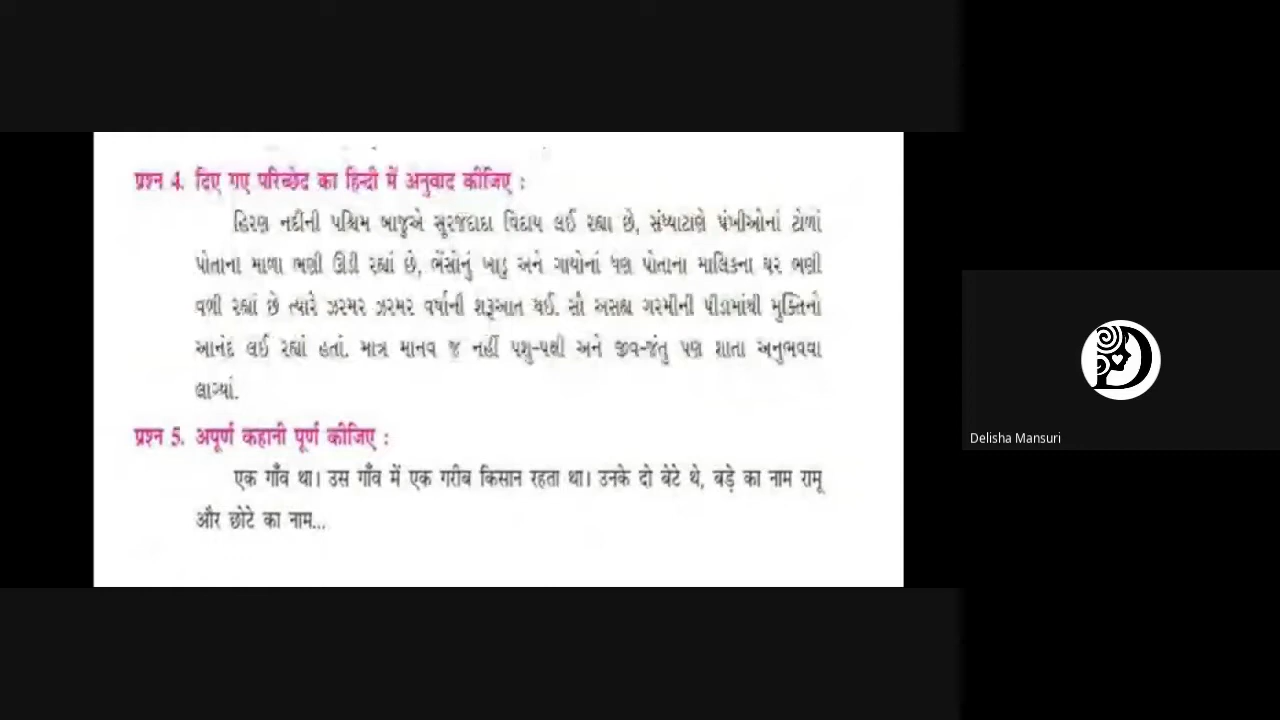 प्रश्न 4. दिए गए परिच्छेद का हिन्दी में अनुवाद कीजिए :
હિરણ નદીની પશ્ચિમ બાજુએ સૂરજદાદા વિદાય લઈ રહ્યા છે, સંધ્યાટાણે પંખીઓનાં ટોળાં
પોતાના માળા ભણી ઊડી રહ્યાં છે, ભેંસોનું ખાડુ અને ગાયોનાં ધણ પોતાના માલિકના ઘર ભણી
વળી રહ્યાં છે ત્યારે ઝરમર ઝરમર વર્ષાની શરૂઆત થઈ. સૌ અસહ્ય ગરમીની પીડામાંથી મુક્તિનો
આનંદ લઈ રહ્યાં હતાં. માત્ર માનવ જ નહીં પશુ-પક્ષી અને જીવ-જંતુ પણ શાતા અનુભવવા
લાગ્યાં.
प्रश्न 5. अपूर्ण कहानी पूर्ण कीजिए :
एक गाँव था। उस गाँव में एक गरीब किसान रहता था। उनके दो बेटे थे, बड़े का नाम रामू
और छोटे का नाम...
D
Delisha Mansuri